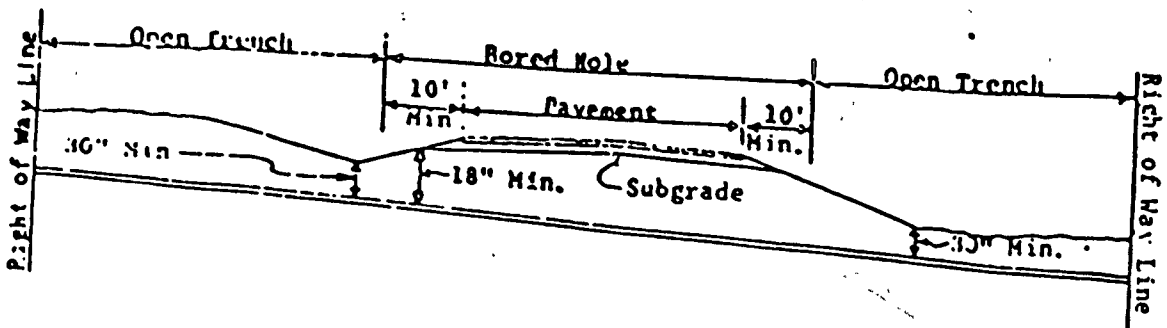 Open Trench
Bored Hole
Open Trench
10'
Min
Pavement
10'
Min.
30" Min
18" Min.
Subgrade
30" Min.
Right of Way Line
Right of Way Line